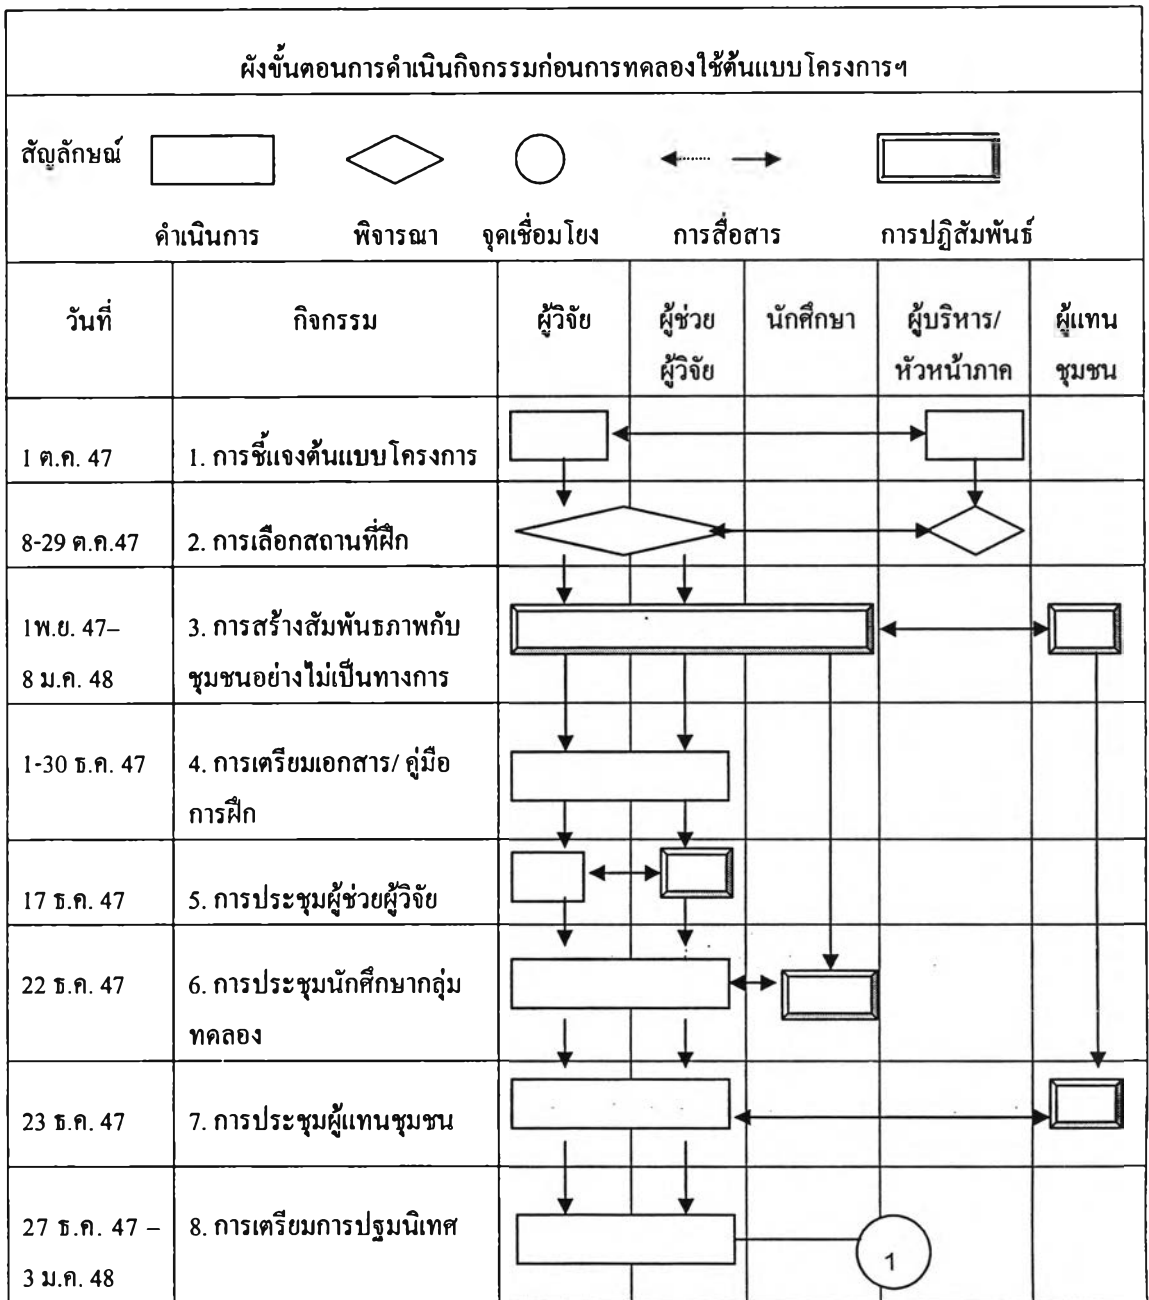 ผังขั้นตอนการดำเนินกิจกรรมก่อนการทดลองใช้ต้นแบบโครงการฯ
สัญลักษณ์
ดำเนินการ พิจารณา จุดเชื่อมโยง การสื่อสาร การปฏิสัมพันธ์
วันที่ กิจกรรม ผู้วิจัย ผู้ช่วย นักศึกษา ผู้บริหาร/ ผู้แทน
ผู้วิจัย หัวหน้าภาค ชุมชน
1 ต.ค. 47 1. การชี้แจงต้นแบบโครงการ
8-29 ต.ค.47 2. การเลือกสถานที่ฝึก
1พ.ย. 47– 3. การสร้างสัมพันธภาพกับ
8 ม.ค. 48 ชุมชนอย่างไม่เป็นทางการ
1-30 ธ.ค. 47 4. การเตรียมเอกสาร/ คู่มือ
การฝึก
17 ธ.ค. 47 5. การประชุมผู้ช่วยผู้วิจัย
22 ธ.ค. 47 6. การประชุมนักศึกษากลุ่ม
ทดลอง
23 ธ.ค. 47 7. การประชุมผู้แทนชุมชน
27 ธ.ค. 47 – 8. การเตรียมการปฐมนิเทศ
3 ม.ค. 48
1